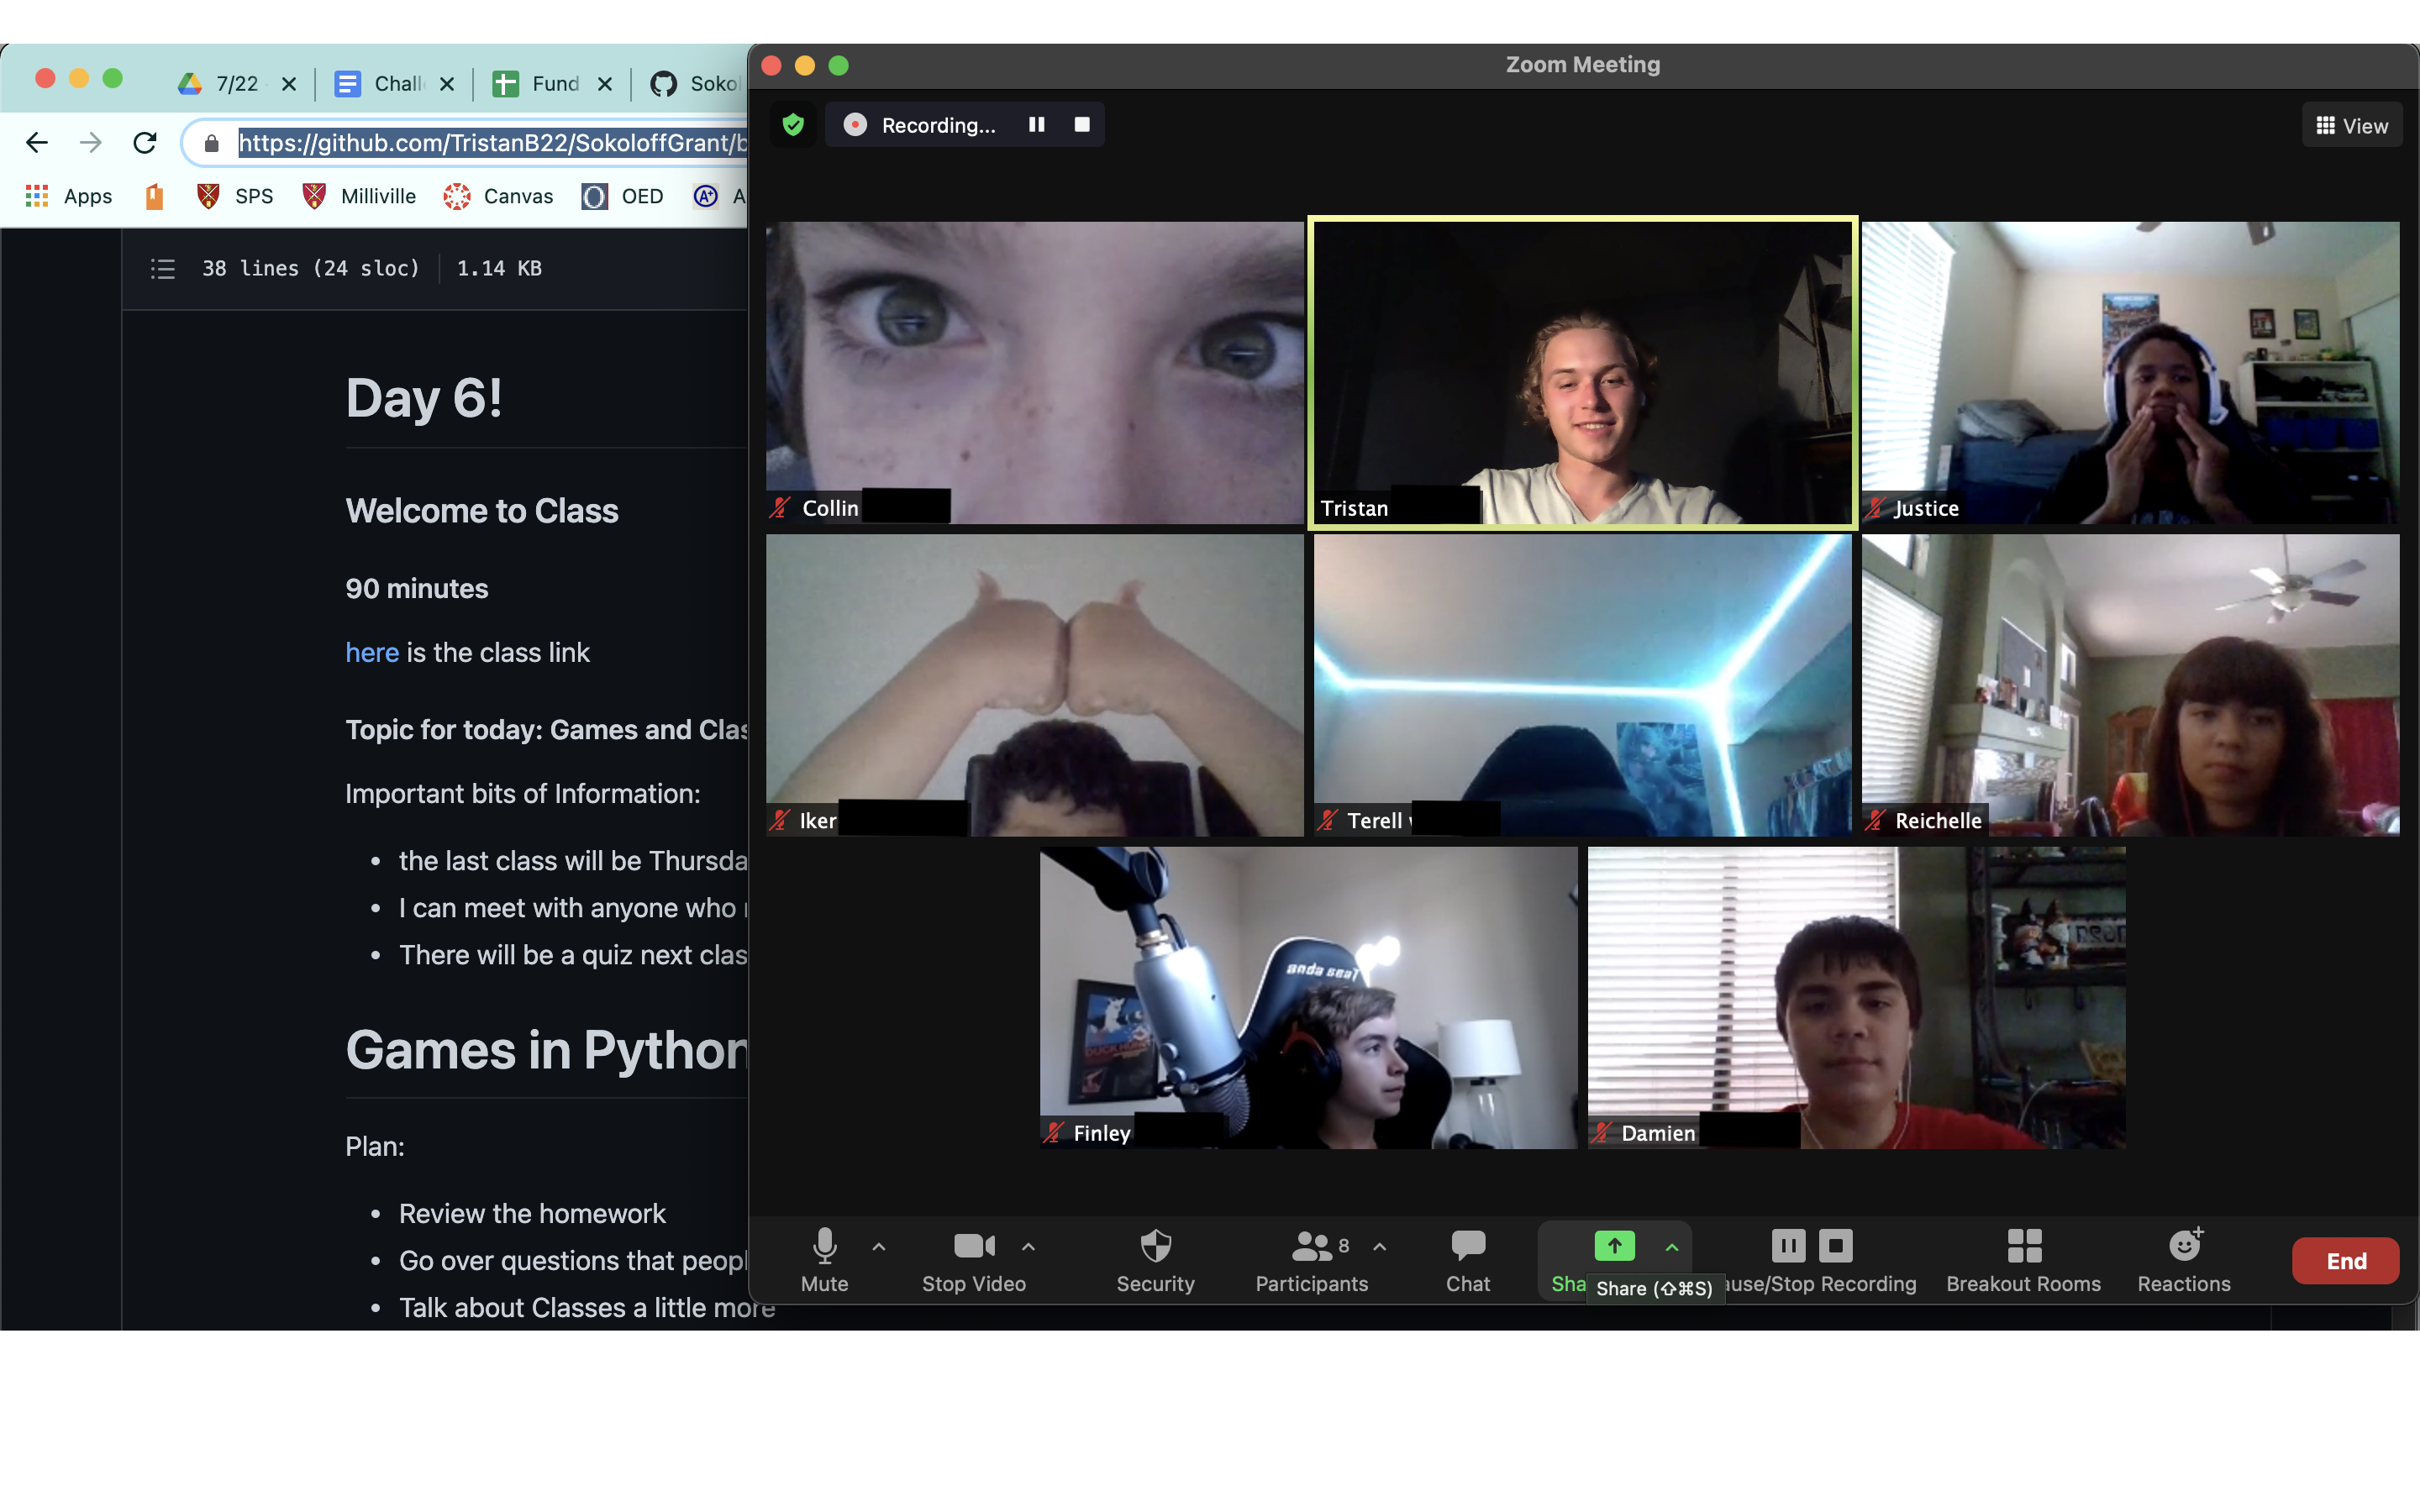 7/22
Chall
Fund
Sokol
https://github.com/TristanB22/SokoloffGrant/b
Apps
SPS
Milliville
Canvas
OED
A+
A
38 lines (24 sloc)
1.14 KB
Day 6!
Welcome to Class
90 minutes
here is the class link
Topic for today: Games and Clas
Important bits of Information:
• the last class will be Thursda
• I can meet with anyone who
• There will be a quiz next clas
Games in Python
Plan:
• Review the homework
• Go over questions that peopl
• Talk about Classes a little more
Zoom Meeting
Recording...
View
Collin
Tristan
Justice
Iker
Terell
Reichelle
anda seaT
DUCK HUNT
Finley
Damien
Mute
Stop Video
Security
Participants
8
Chat
Sha
Share (⇧⌘S)
ause/Stop Recording
Breakout Rooms
Reactions
End